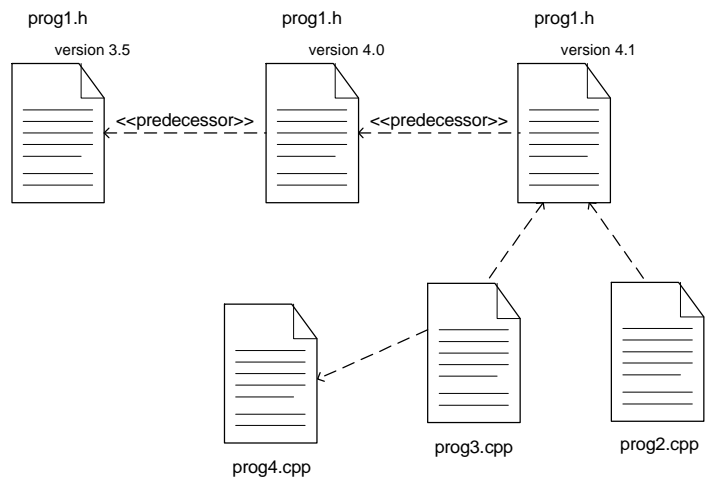 prog1.h
prog1.h
prog1.h
version 3.5
version 4.0
version 4.1
<<predecessor>>
<<predecessor>>
prog4.cpp
prog3.cpp
prog2.cpp